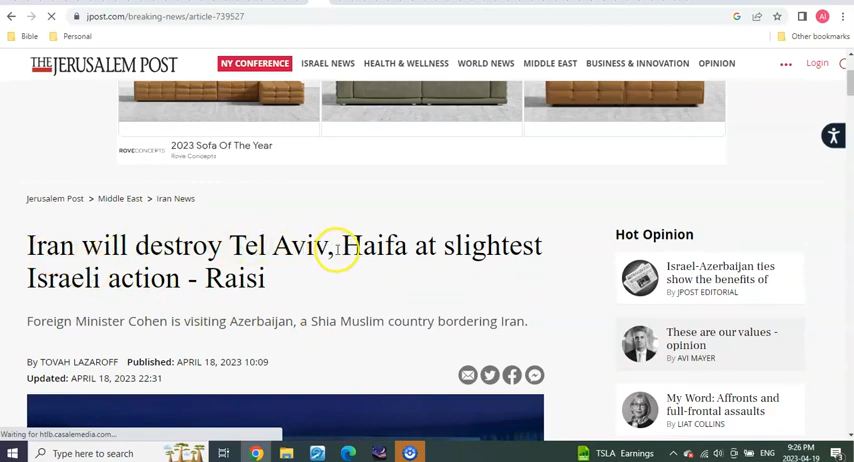 jpost.com/breaking-news/article-739527
Bible Personal Other bookmarks
THE JERUSALEM POST NY CONFERENCE ISRAEL NEWS HEALTH & WELLNESS WORLD NEWS MIDDLE EAST BUSINESS & INNOVATION OPINION Login
ROVECONCEPTS
2023 Sofa Of The Year
Rove Concepts
Jerusalem Post > Middle East > Iran News
Iran will destroy Tel Aviv, Haifa at slightest
Israeli action - Raisi
Foreign Minister Cohen is visiting Azerbaijan, a Shia Muslim country bordering Iran.
By TOVAH LAZAROFF Published: APRIL 18, 2023 10:09
Updated: APRIL 18, 2023 22:31
Hot Opinion
Israel-Azerbaijan ties
show the benefits of
By JPOST EDITORIAL
These are our values -
opinion
By AVI MAYER
My Word: Affronts and
full-frontal assaults
By LIAT COLLINS
Waiting for htlb.casalemedia.com...
Type here to search
TSLA Earnings
ENG
9:26 PM
2023-04-19
3
AI